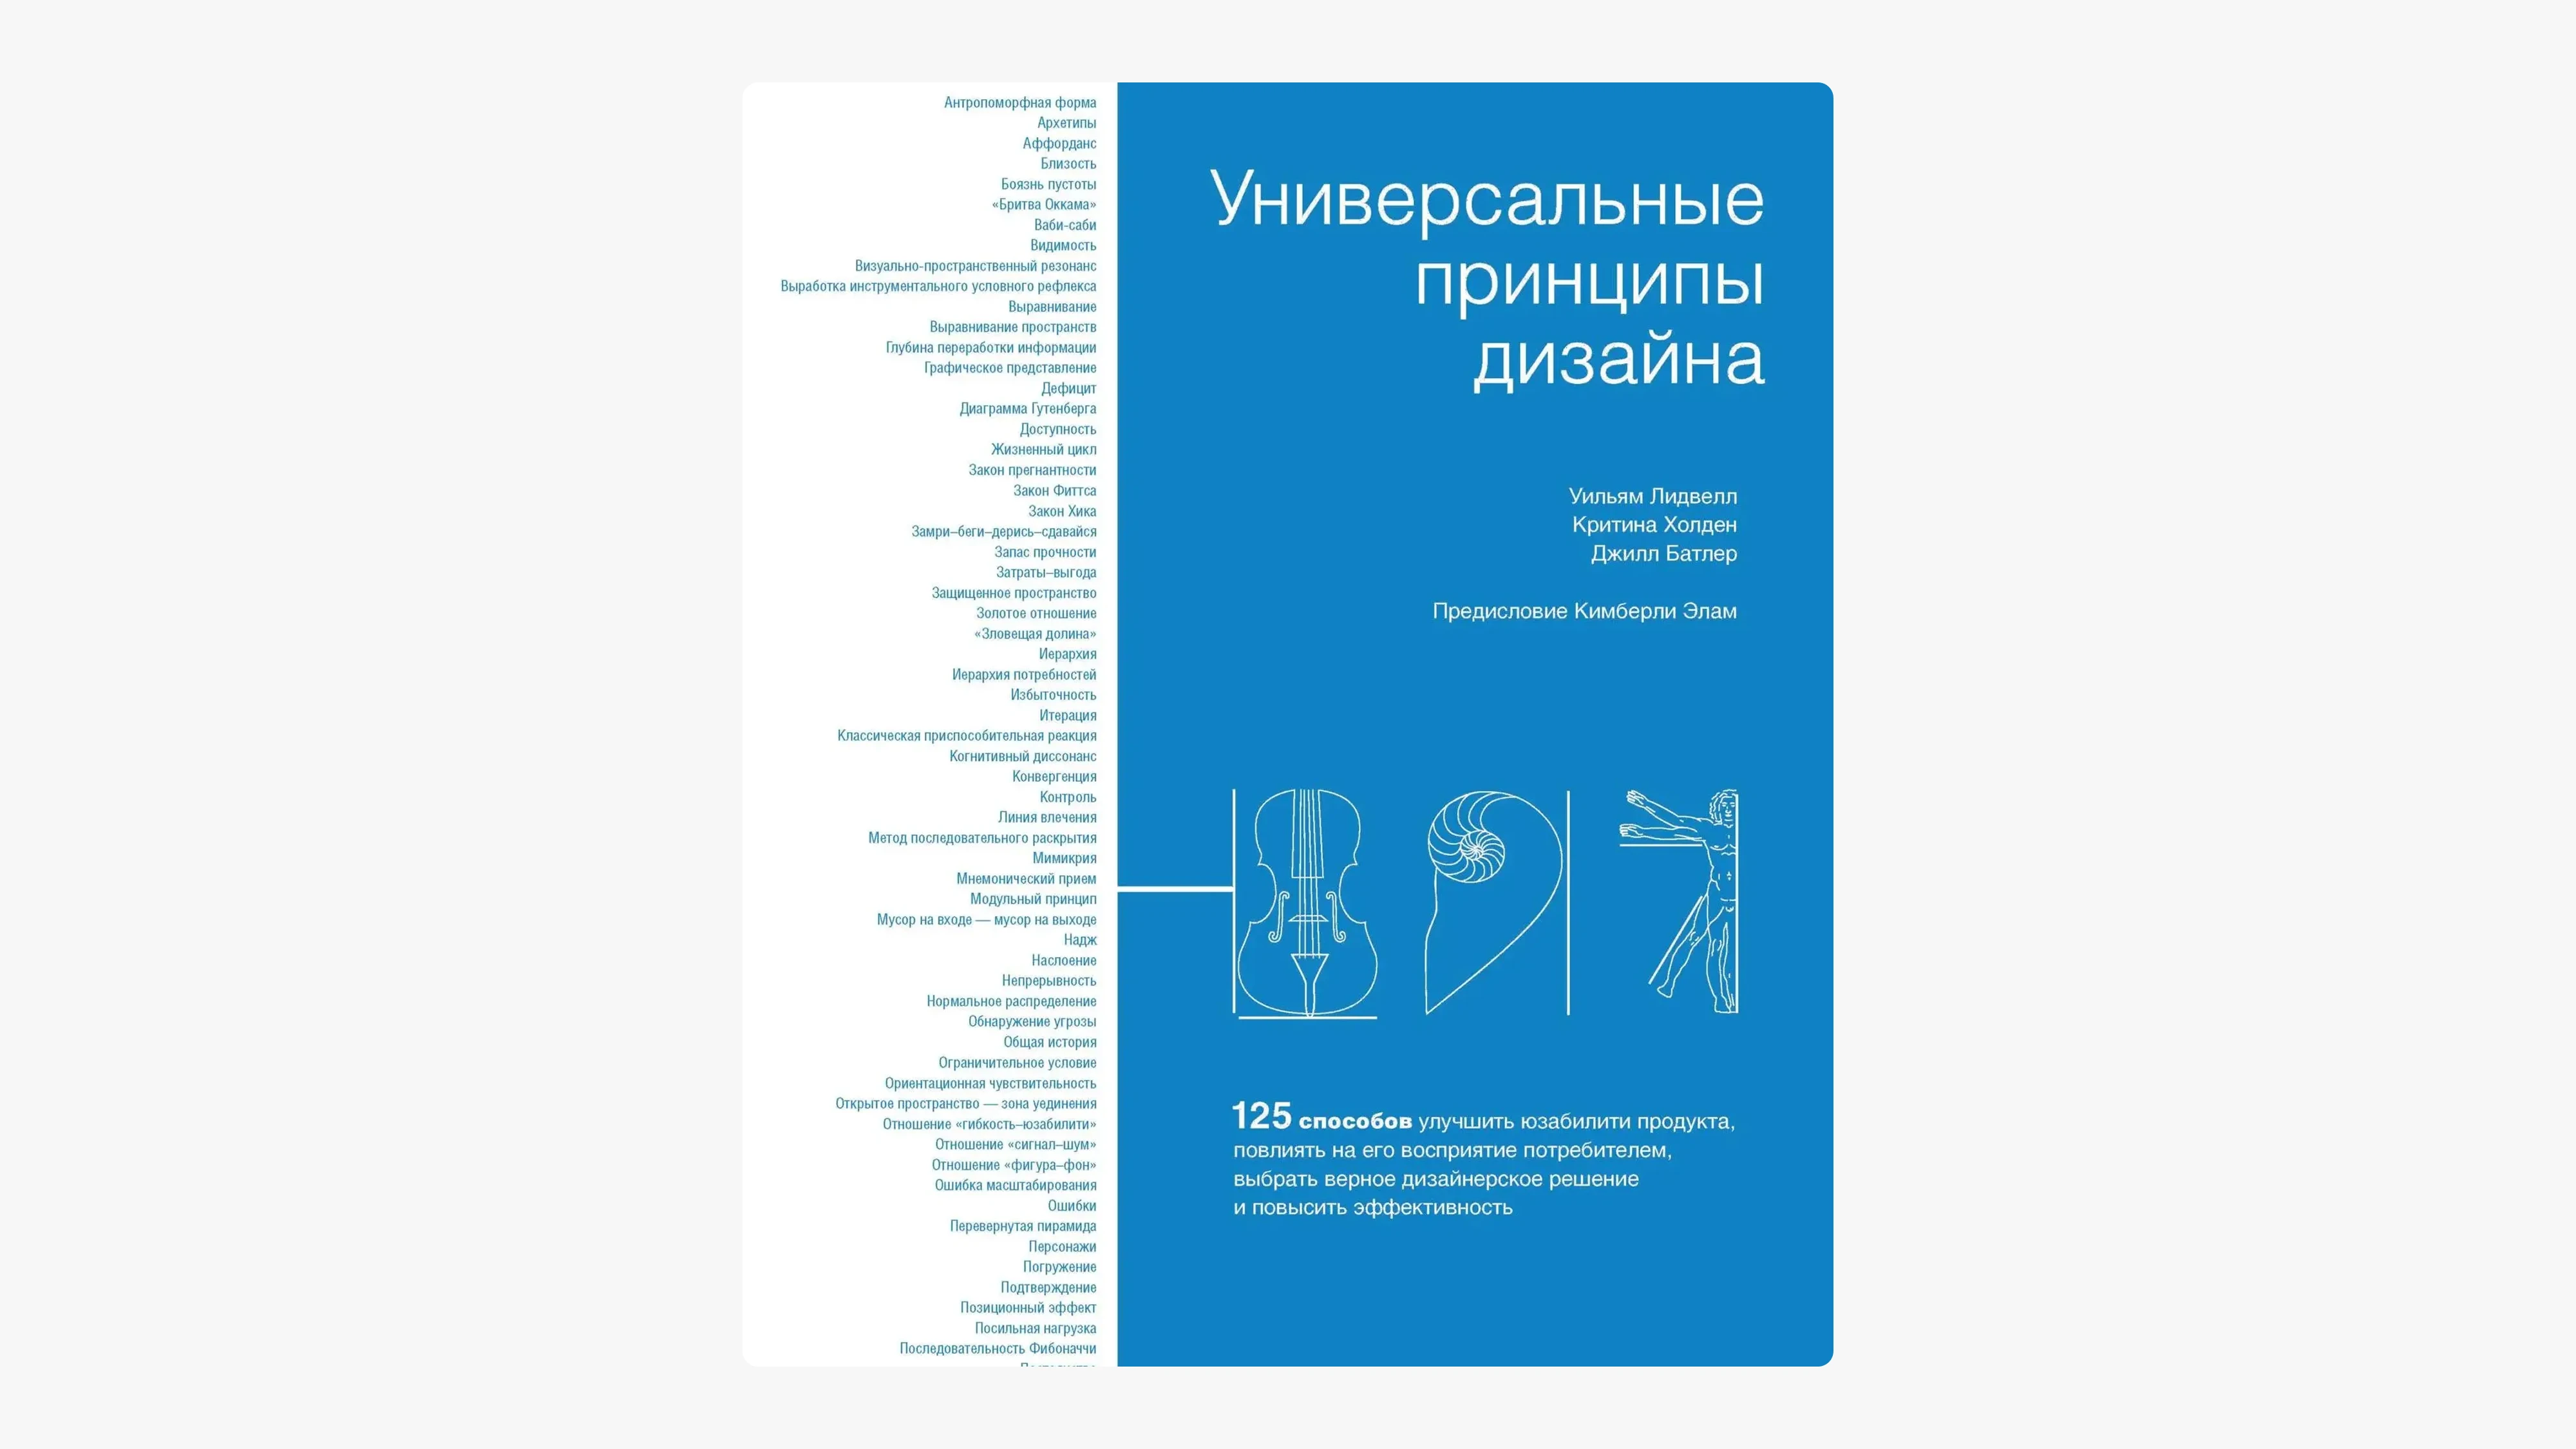 Антропоморфная форма
Архетипы
Аффорданс
Близость
Боязнь пустоты
«Бритва Оккама»
Ваби-саби
Видимость
Визуально-пространственный резонанс
Выработка инструментального условного рефлекса
Выравнивание
Выравнивание пространств
Глубина переработки информации
Графическое представление
Дефицит
Диаграмма Гутенберга
Доступность
Жизненный цикл
Закон прегнантности
Закон Фиттса
Закон Хика
Замри–беги–дерись–сдавайся
Запас прочности
Затраты–выгода
Защищенное пространство
Золотое отношение
«Зловещая долина»
Иерархия
Иерархия потребностей
Избыточность
Итерация
Классическая приспособительная реакция
Когнитивный диссонанс
Конвергенция
Контроль
Линия влечения
Метод последовательного раскрытия
Мимикрия
Мнемонический прием
Модульный принцип
Мусор на входе — мусор на выходе
Надж
Наслоение
Непрерывность
Нормальное распределение
Обнаружение угрозы
Общая история
Ограничительное условие
Ориентационная чувствительность
Открытое пространство — зона уединения
Отношение «гибкость–юзабилити»
Отношение «сигнал–шум»
Отношение «фигура–фон»
Ошибка масштабирования
Ошибки
Перевернутая пирамида
Персонажи
Погружение
Подтверждение
Позиционный эффект
Посильная нагрузка
Последовательность Фибоначчи
Универсальные
принципы
дизайна
Уильям Лидвелл
Критина Холден
Джилл Батлер
Предисловие Кимберли Элам
125 способов улучшить юзабилити продукта,
повлиять на его восприятие потребителем,
выбрать верное дизайнерское решение
и повысить эффективность